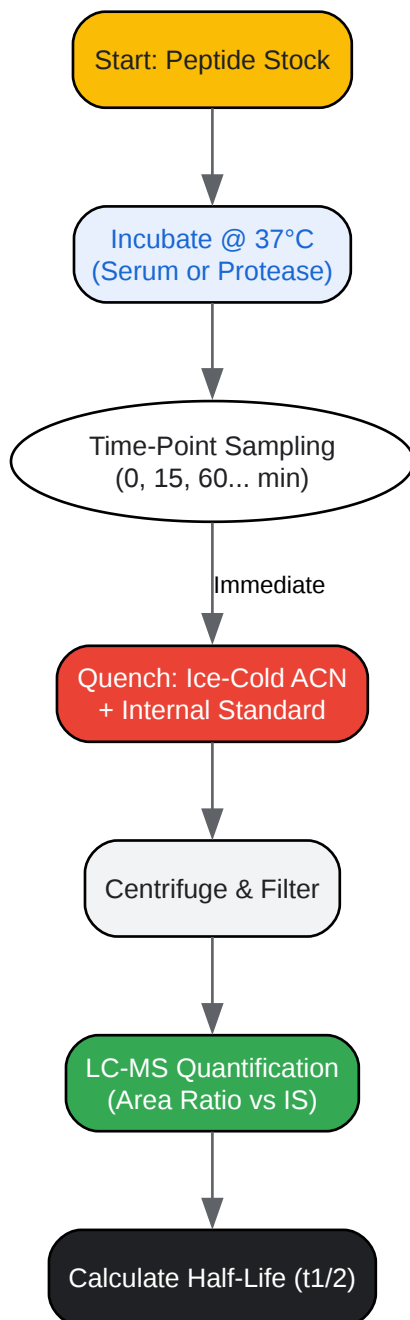 Start: Peptide Stock
Incubate @ 37°C
(Serum or Protease)
Time-Point Sampling
(0, 15, 60... min)
Immediate
Quench: Ice-Cold ACN
+ Internal Standard
Centrifuge & Filter
LC-MS Quantification
(Area Ratio vs IS)
Calculate Half-Life (t1/2)